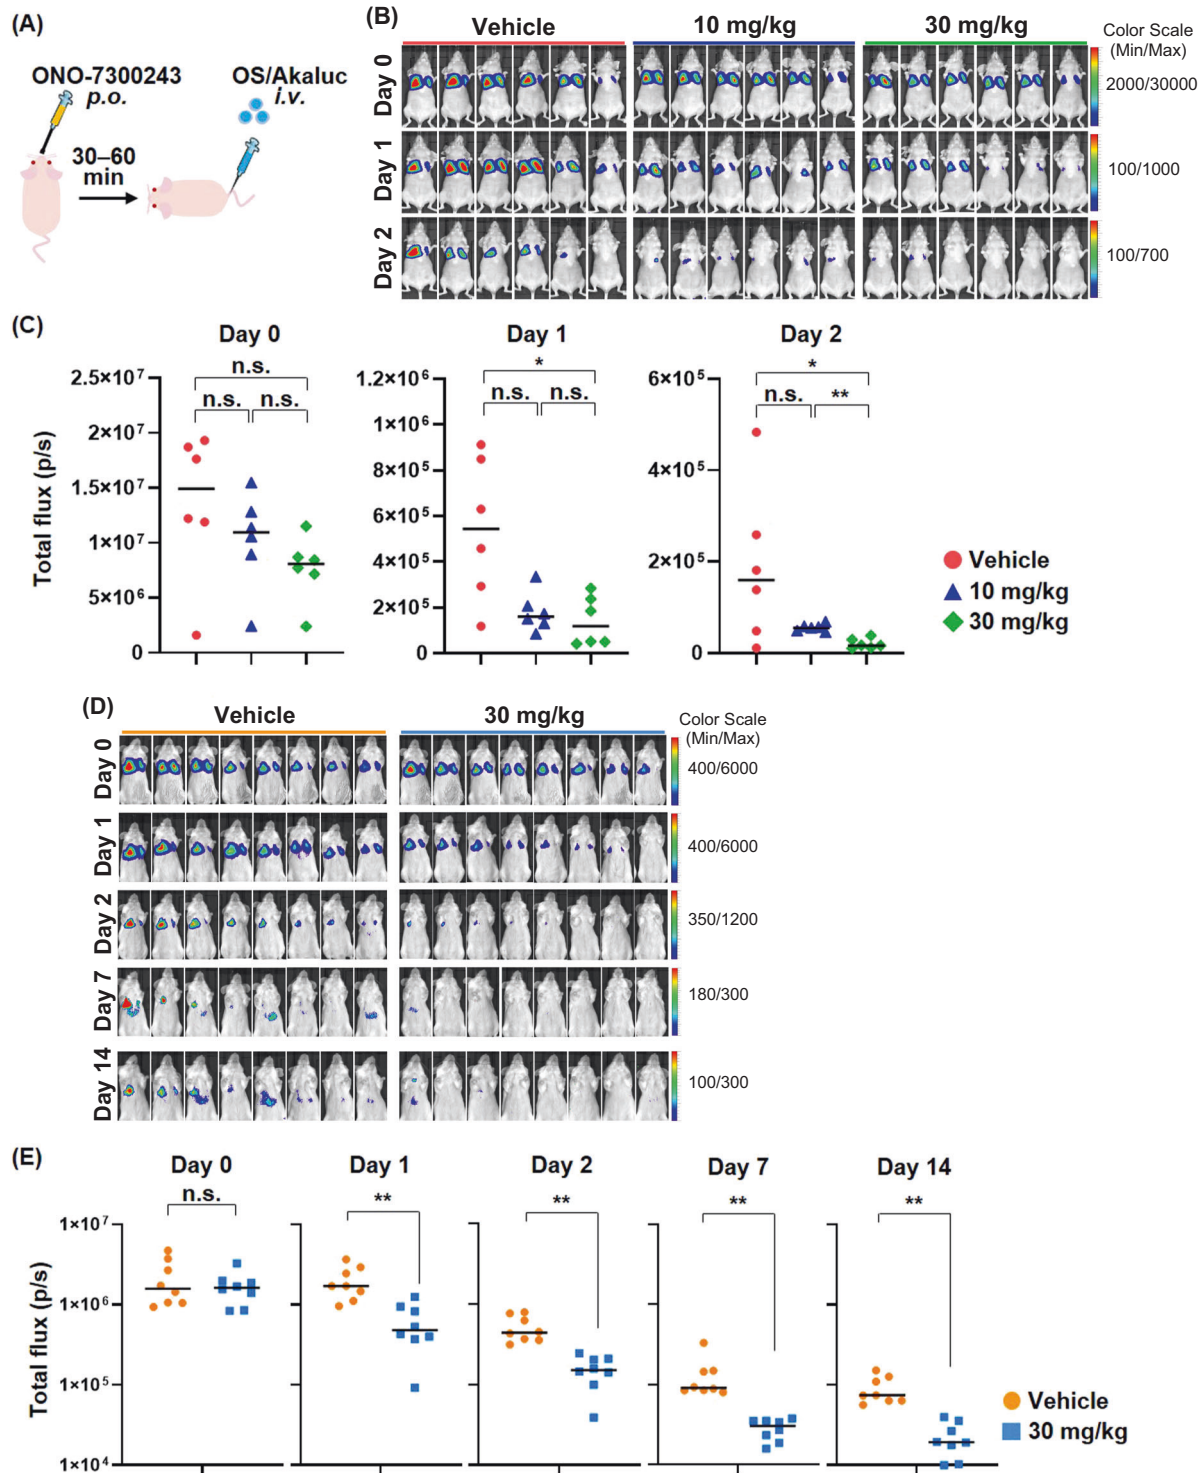 (A)
ONO-7300243
p.o.
OS/Akaluc
i.v.
30–60
min
(B)
Vehicle
10 mg/kg
30 mg/kg
Color Scale
(Min/Max)
Day 0
2000/30000
Day 1
100/1000
Day 2
100/700
(C)
Total flux (p/s)
Day 0
n.s.
n.s.
n.s.
2.5×10⁷
2×10⁷
1.5×10⁷
1×10⁷
5×10⁶
0
Day 1
*
n.s.
n.s.
1.2×10⁶
1×10⁶
8×10⁵
6×10⁵
4×10⁵
2×10⁵
0
Day 2
*
n.s.
**
6×10⁵
4×10⁵
2×10⁵
0
Vehicle
10 mg/kg
30 mg/kg
(D)
Vehicle
30 mg/kg
Color Scale
(Min/Max)
Day 0
400/6000
Day 1
400/6000
Day 2
350/1200
Day 7
180/300
Day 14
100/300
(E)
Total flux (p/s)
Day 0
n.s.
Day 1
**
Day 2
**
Day 7
**
Day 14
**
1×10⁷
1×10⁶
1×10⁵
1×10⁴
Vehicle
30 mg/kg